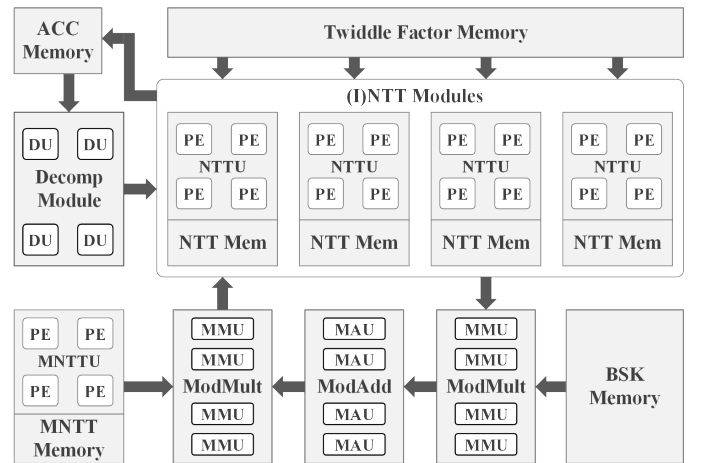 ACC
Memory
Twiddle Factor Memory
(I)NTT Modules
DU DU
Decomp
Module
DU DU
PE PE
NTTU
PE PE
NTT Mem
PE PE
NTTU
PE PE
NTT Mem
PE PE
NTTU
PE PE
NTT Mem
PE PE
NTTU
PE PE
NTT Mem
PE PE
MNTTU
PE PE
MNTT
Memory
MMU
MMU
ModMult
MMU
MMU
MAU
MAU
ModAdd
MAU
MAU
MMU
MMU
ModMult
MMU
MMU
BSK
Memory